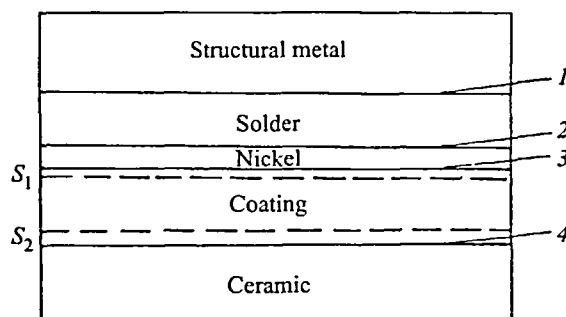 Structural metal
1
Solder
2
Nickel
3
S₁
Coating
S₂
4
Ceramic